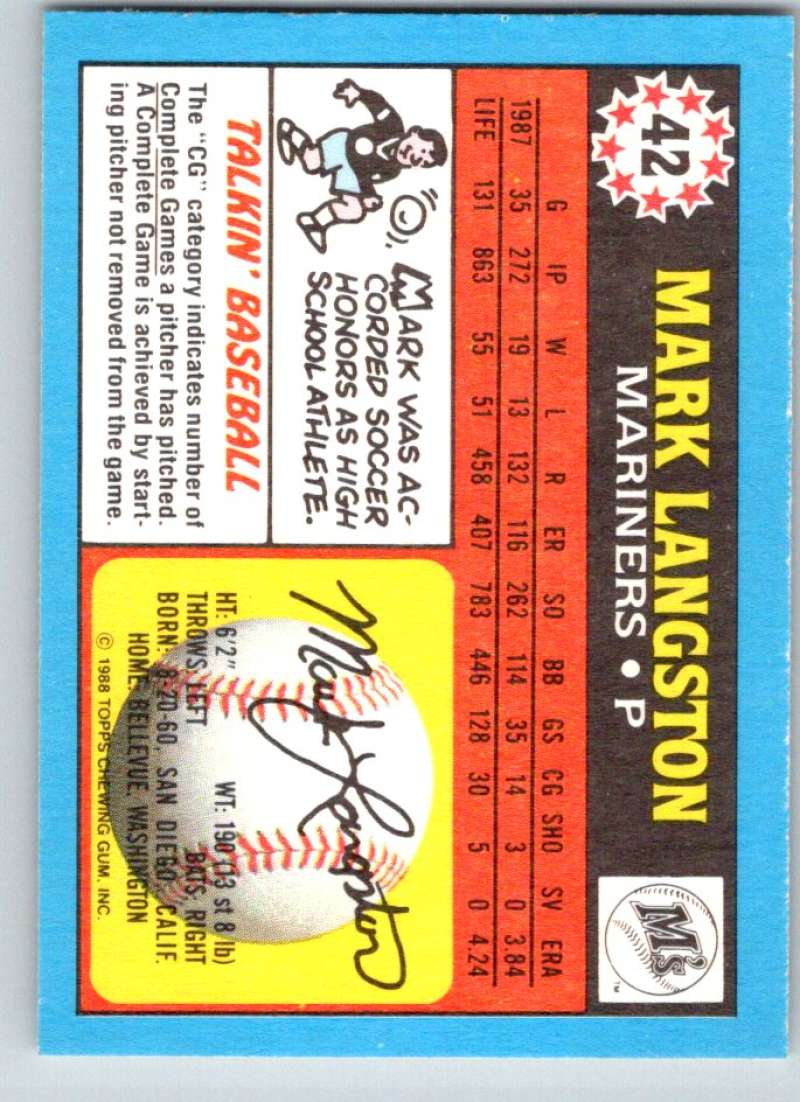 42
MARK LANGSTON
MARINERS • P
M's
TM
G IP W L R ER SO BB GS CG SHO SV ERA
1987 35 272 19 13 132 116 262 114 35 14 3 0 3.84
LIFE 131 863 55 51 458 407 783 446 128 30 5 0 4.24
MARK WAS AC-
CORDED SOCCER
HONORS AS HIGH
SCHOOL ATHLETE.
TALKIN' BASEBALL
The "CG" category indicates number of
Complete Games a pitcher has pitched.
A Complete Game is achieved by start-
ing pitcher not removed from the game.
Mark Langston
HT: 6'2" WT: 190 (13 st 8 lb)
THROWS: LEFT BATS: RIGHT
BORN: 8-20-60, SAN DIEGO, CALIF.
HOME: BELLEVUE, WASHINGTON
© 1988 TOPPS CHEWING GUM, INC.